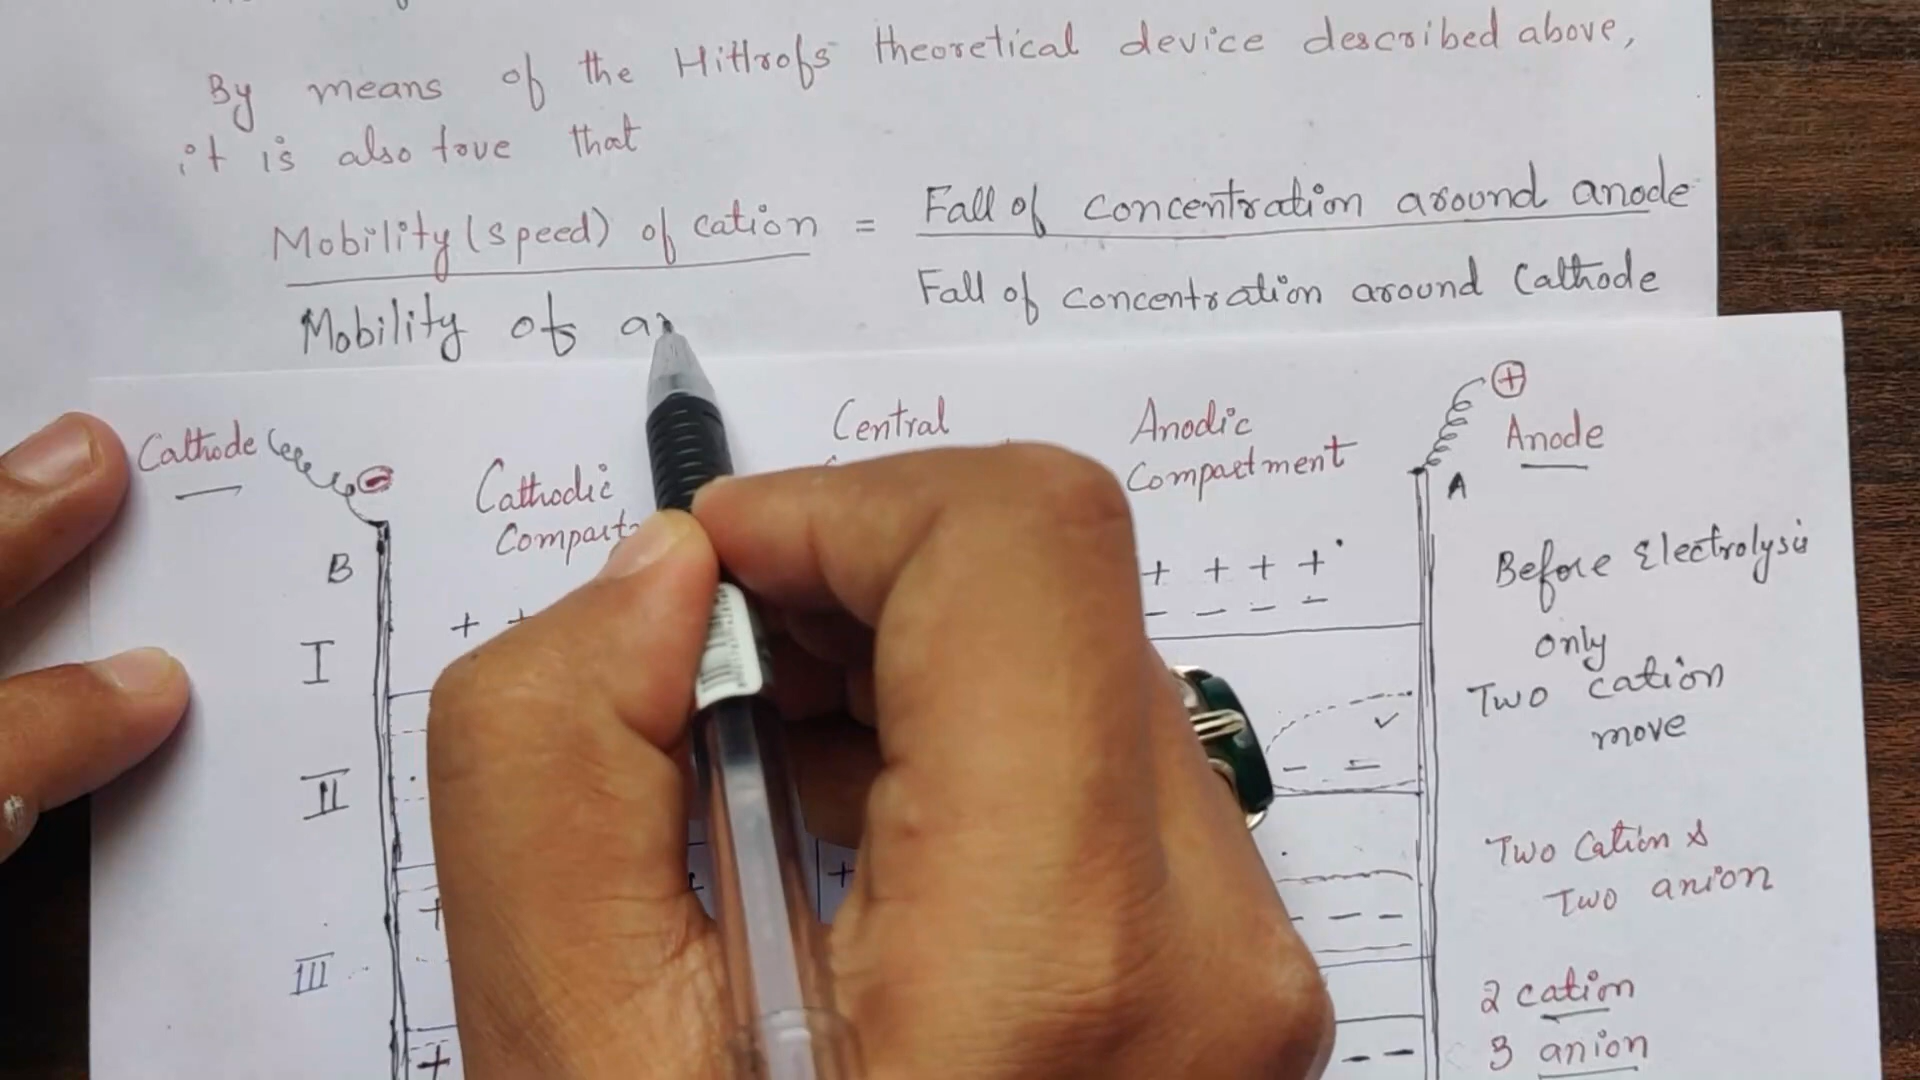 By means of the Hittrofs theoretical device described above,
it is also true that
Mobility (speed) of cation = Fall of concentration around anode
Mobility of an
Fall of concentration around Cathode
Cathode
Cathodic
Compart
Central
Anodic
Compartment
+
Anode
A
B
I
II
III
+ +
+ + + +
- - - -
Before Electrolysis
only
Two cation
move
- -
Two Cation &
Two anion
- - -
2 cation
3 anion
- -